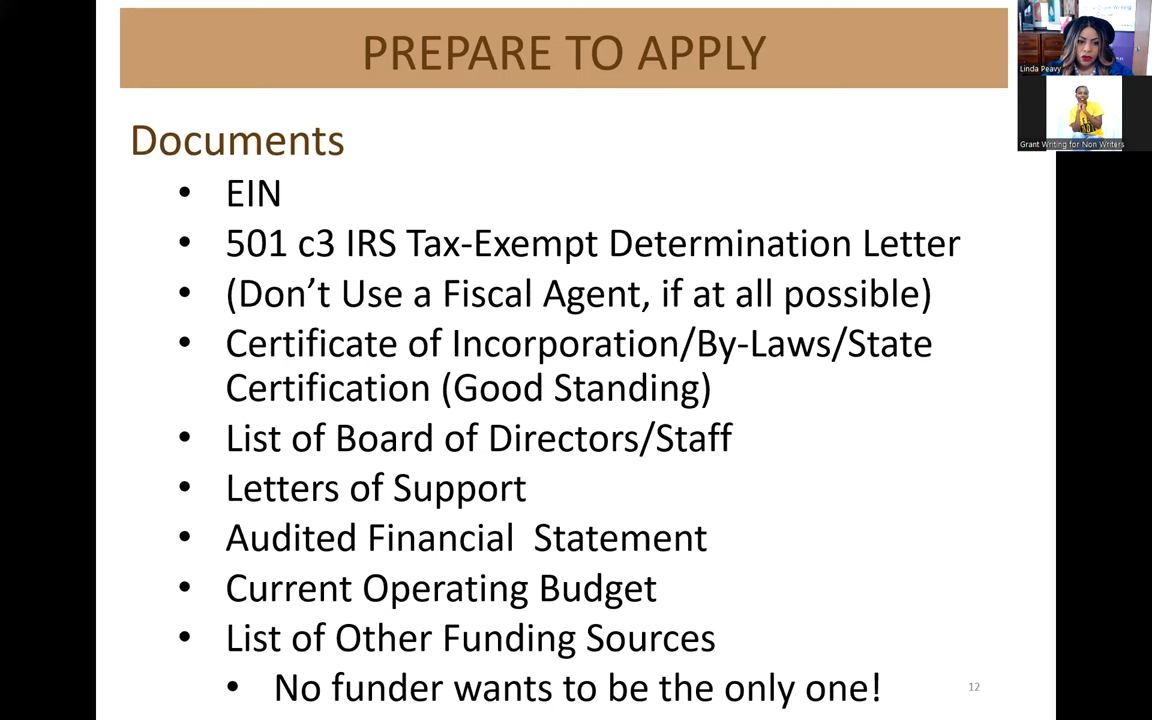 PREPARE TO APPLY
Linda Peavy
Grant Writing for Non Writers
Documents
• EIN
• 501 c3 IRS Tax-Exempt Determination Letter
• (Don’t Use a Fiscal Agent, if at all possible)
• Certificate of Incorporation/By-Laws/State
Certification (Good Standing)
• List of Board of Directors/Staff
• Letters of Support
• Audited Financial  Statement
• Current Operating Budget
• List of Other Funding Sources
• No funder wants to be the only one!
12